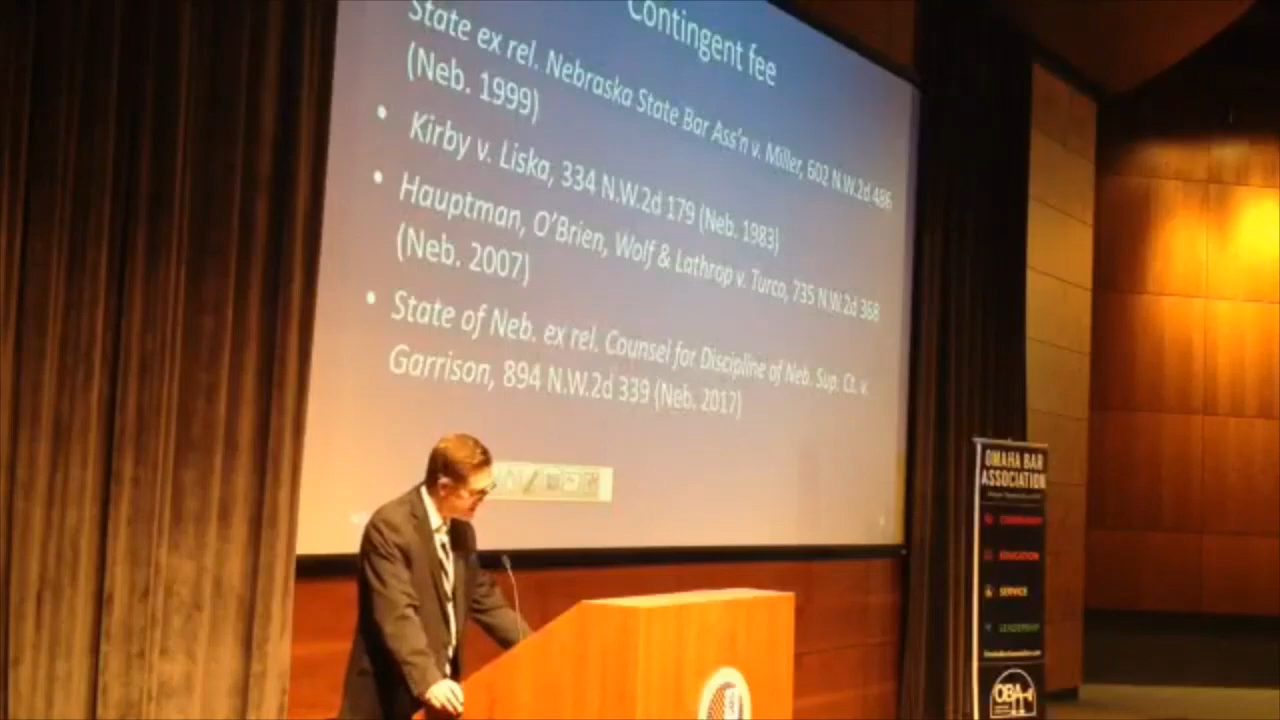 Contingent fee
State ex rel. Nebraska State Bar Ass'n v. Miller, 602 N.W.2d 486
(Neb. 1999)
• Kirby v. Liska, 334 N.W.2d 179 (Neb. 1983)
• Hauptman, O'Brien, Wolf & Lathrop v. Turco, 735 N.W.2d 368
(Neb. 2007)
• State of Neb. ex rel. Counsel for Discipline of Neb. Sup. Ct. v.
Garrison, 894 N.W.2d 339 (Neb. 2017)
OMAHA BAR
ASSOCIATION
COMMUNITY
EDUCATION
SERVICE
LEADERSHIP
OBA